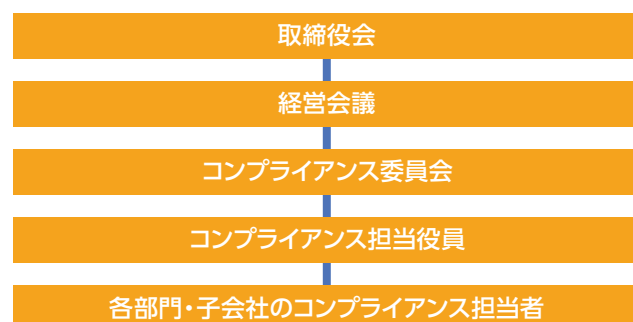 取締役会
経営会議
コンプライアンス委員会
コンプライアンス担当役員
各部門・子会社のコンプライアンス担当者